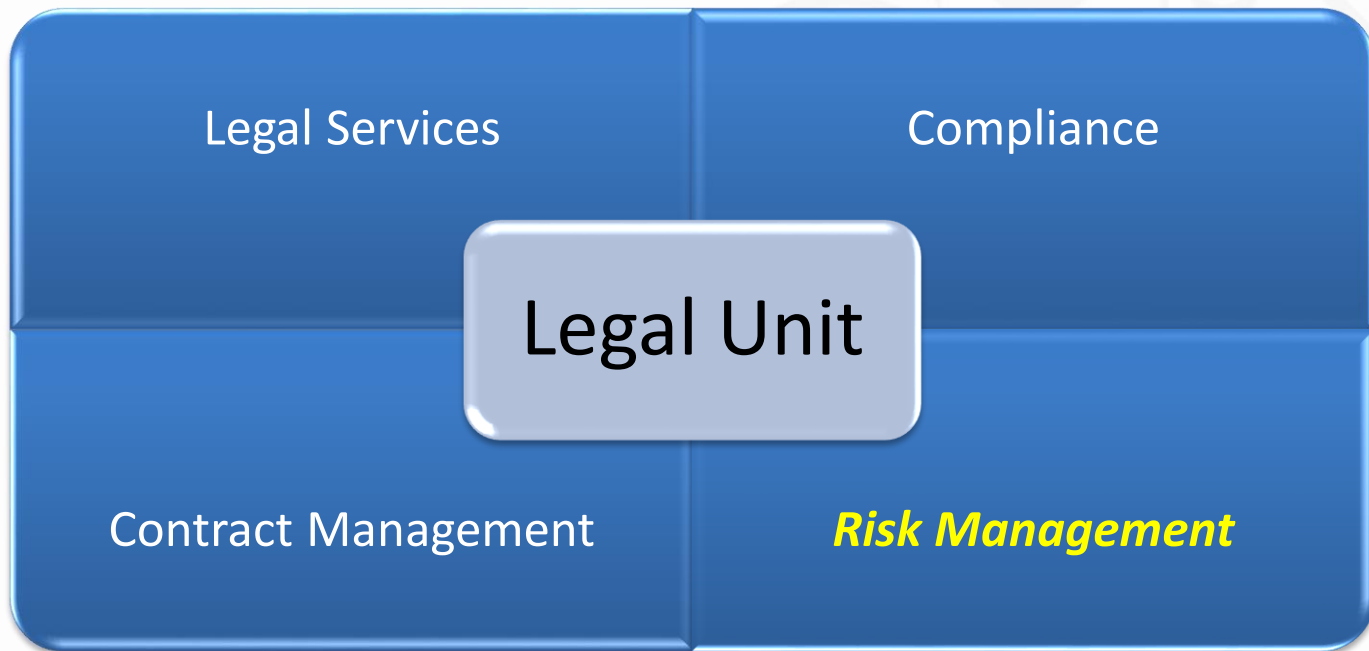 Legal Services
Compliance
Legal Unit
Contract Management
Risk Management